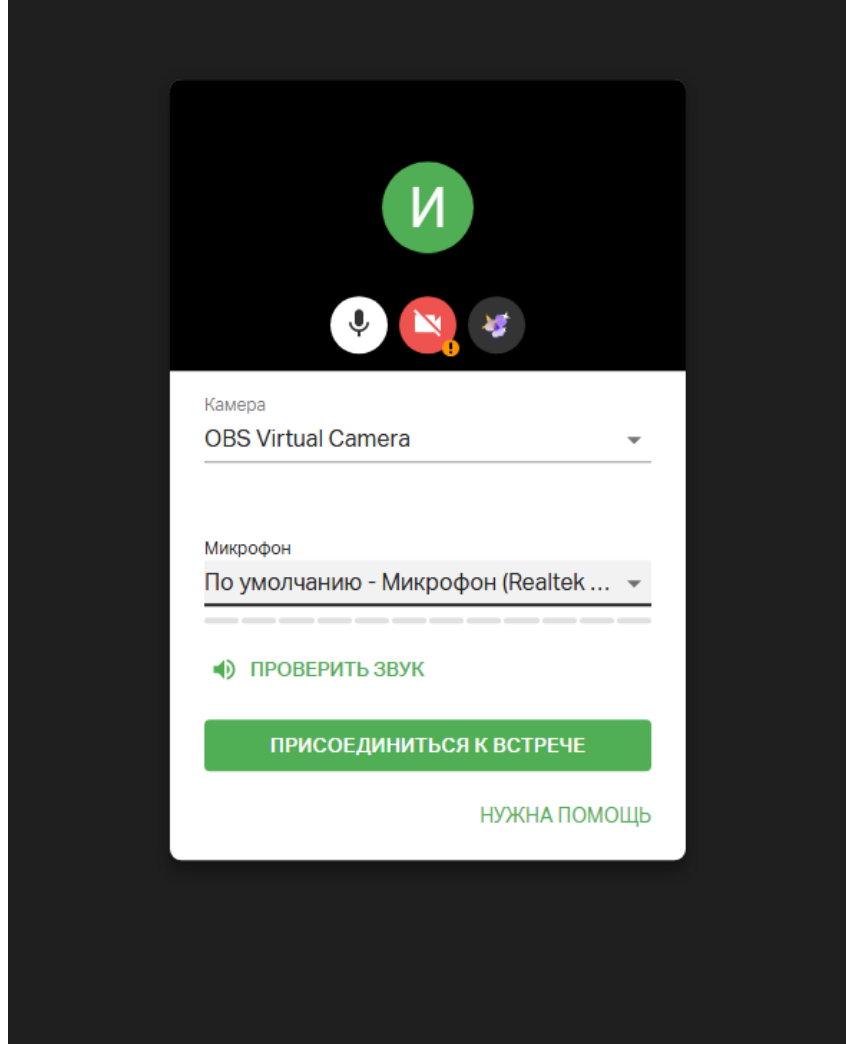 И
Камера
OBS Virtual Camera
Микрофон
По умолчанию - Микрофон (Realtek ...
ПРОВЕРИТЬ ЗВУК
ПРИСОЕДИНИТЬСЯ К ВСТРЕЧЕ
НУЖНА ПОМОЩЬ